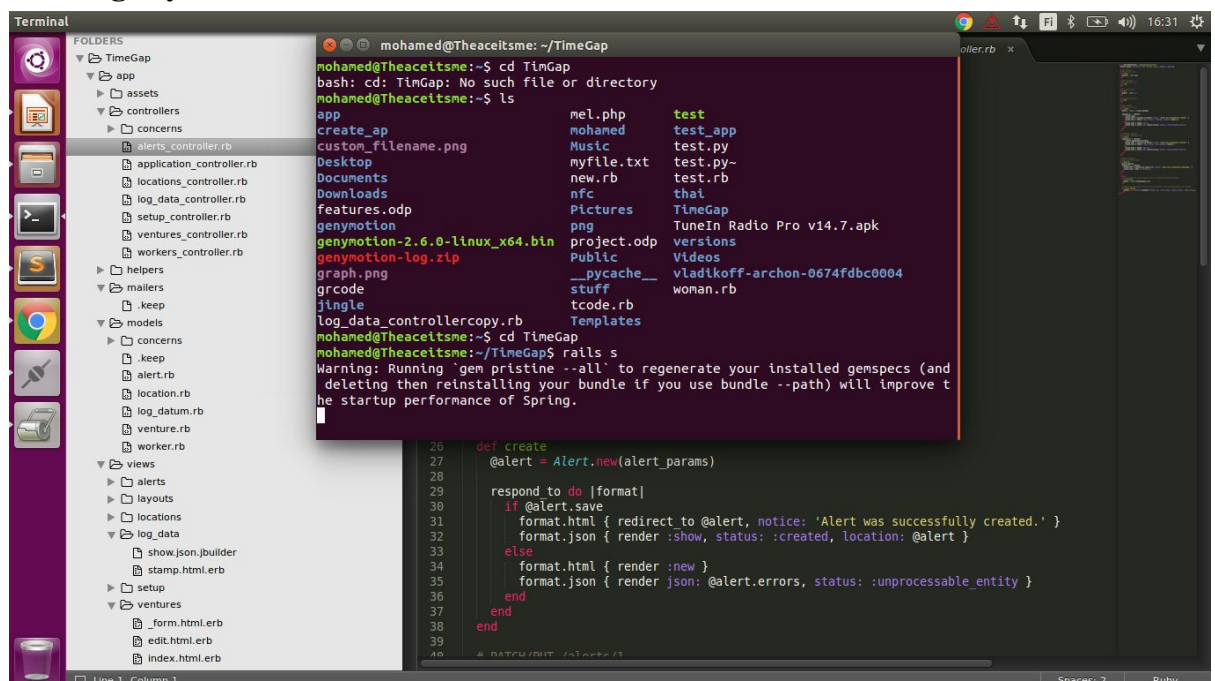 Terminal
Fi
16:31
FOLDERS
TimeGap
app
assets
controllers
concerns
alerts_controller.rb
application_controller.rb
locations_controller.rb
log_data_controller.rb
setup_controller.rb
ventures_controller.rb
workers_controller.rb
helpers
mailers
.keep
models
concerns
.keep
alert.rb
location.rb
log_datum.rb
venture.rb
worker.rb
views
alerts
layouts
locations
log_data
show.json.jbuilder
stamp.html.erb
setup
ventures
_form.html.erb
edit.html.erb
index.html.erb
mohamed@Theaceitsme: ~/TimeGap
oller.rb ×
mohamed@Theaceitsme:~$ cd TimGap
bash: cd: TimGap: No such file or directory
mohamed@Theaceitsme:~$ ls
app mel.php test
create_ap mohamed test_app
custom_filename.png Music test.py
Desktop myfile.txt test.py~
Documents new.rb test.rb
Downloads nfc thai
features.odp Pictures TimeGap
genymotion png TuneIn Radio Pro v14.7.apk
genymotion-2.6.0-linux_x64.bin project.odp versions
genymotion-log.zip Public Videos
graph.png __pycache__ vladikoff-archon-0674fdbc0004
grcode stuff woman.rb
jingle tcode.rb
log_data_controllercopy.rb Templates
mohamed@Theaceitsme:~$ cd TimeGap
mohamed@Theaceitsme:~/TimeGap$ rails s
Warning: Running `gem pristine --all` to regenerate your installed gemspecs (and
deleting then reinstalling your bundle if you use bundle --path) will improve t
he startup performance of Spring.
26 def create
27 @alert = Alert.new(alert_params)
28
29 respond_to do |format|
30 if @alert.save
31 format.html { redirect_to @alert, notice: 'Alert was successfully created.' }
32 format.json { render :show, status: :created, location: @alert }
33 else
34 format.html { render :new }
35 format.json { render json: @alert.errors, status: :unprocessable_entity }
36 end
37 end
38 end
39
40 # PATCH/PUT /alerts/1
Line 1, Column 1
Spaces: 2
Ruby